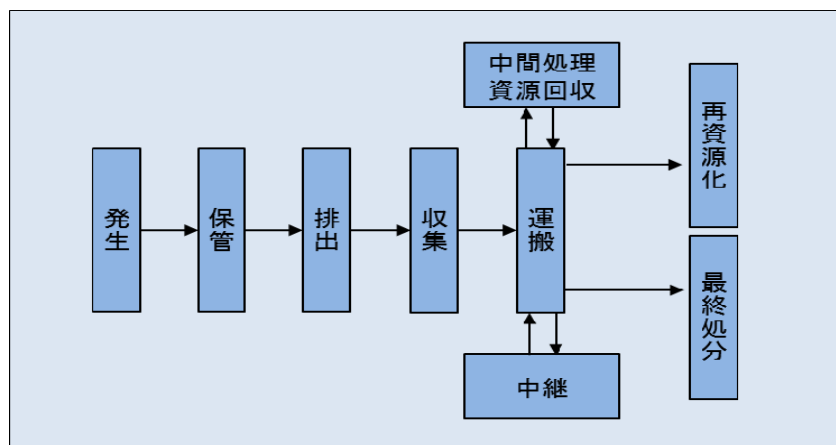 発生
保管
排出
収集
運搬
中間処理
資源回収
中継
再資源化
最終処分